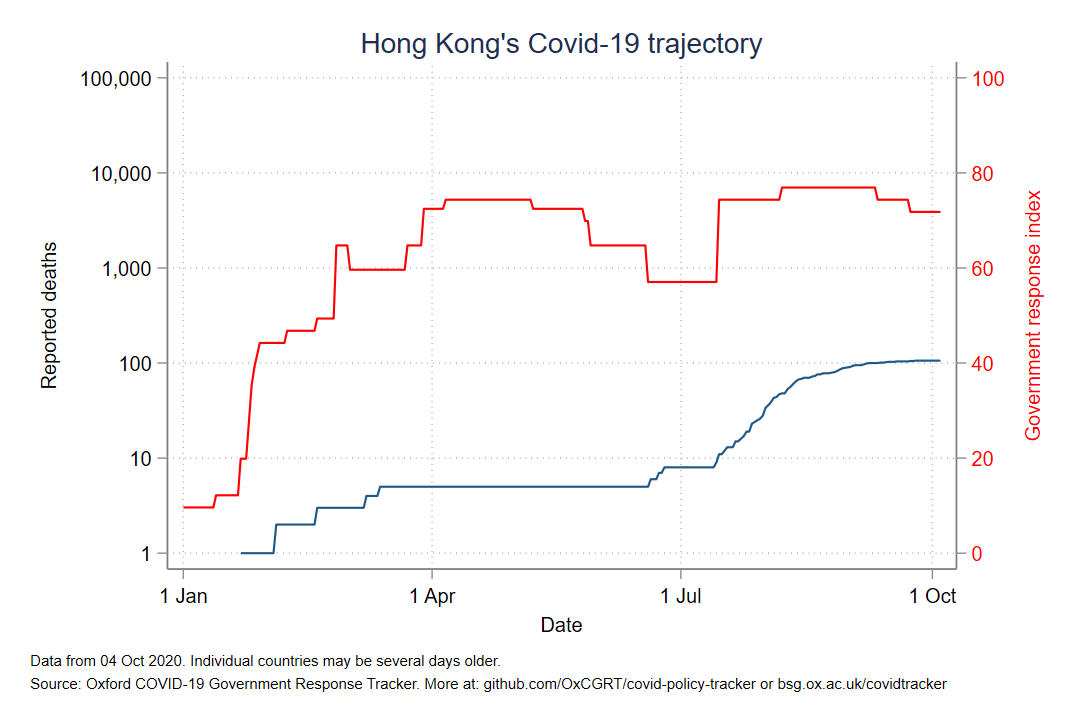 Hong Kong's Covid-19 trajectory
100,000
10,000
1,000
100
10
1
Reported deaths
100
80
60
40
20
0
Government response index
1 Jan
1 Apr
1 Jul
1 Oct
Date
Data from 04 Oct 2020. Individual countries may be several days older.
Source: Oxford COVID-19 Government Response Tracker. More at: github.com/OxCGRT/covid-policy-tracker or bsg.ox.ac.uk/covidtracker